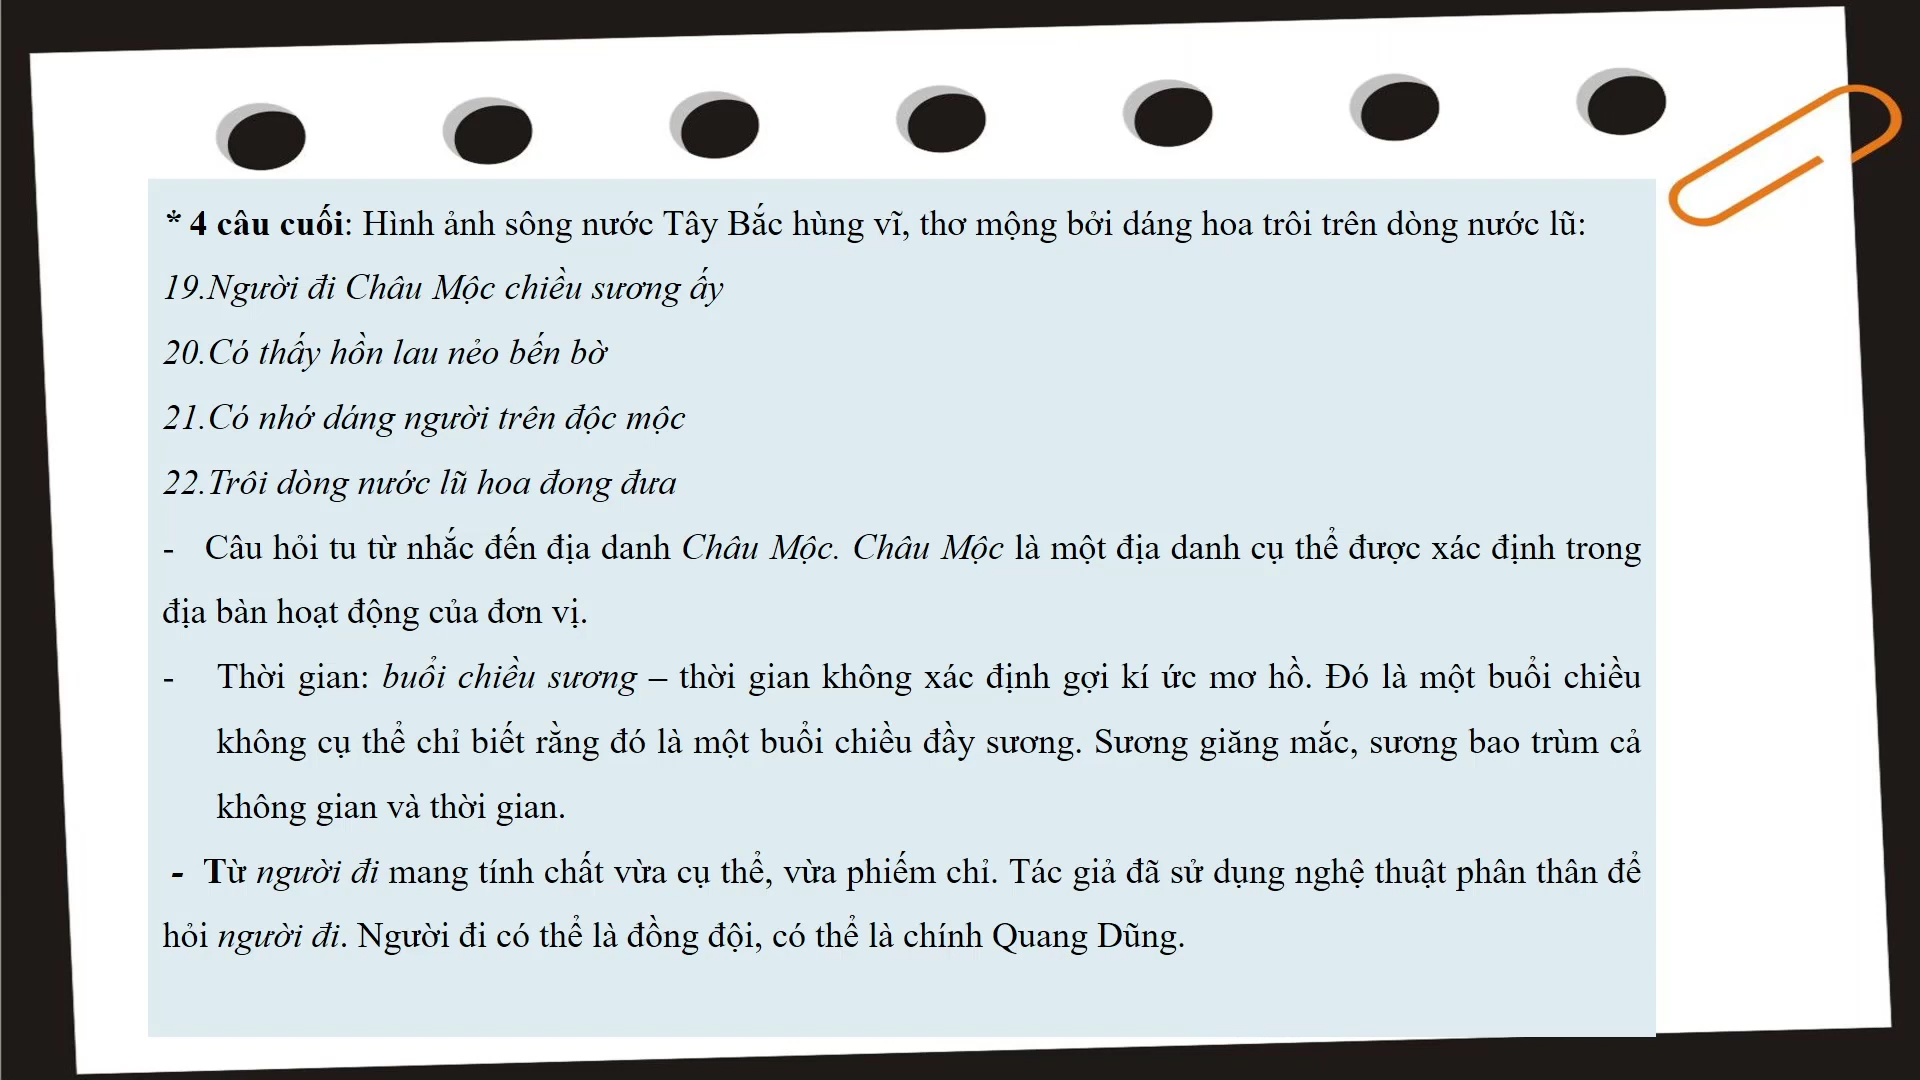 * 4 câu cuối: Hình ảnh sông nước Tây Bắc hùng vĩ, thơ mộng bởi dáng hoa trôi trên dòng nước lũ:
19.Người đi Châu Mộc chiều sương ấy
20.Có thấy hồn lau nẻo bến bờ
21.Có nhớ dáng người trên độc mộc
22.Trôi dòng nước lũ hoa đong đưa
- Câu hỏi tu từ nhắc đến địa danh Châu Mộc. Châu Mộc là một địa danh cụ thể được xác định trong
địa bàn hoạt động của đơn vị.
- Thời gian: buổi chiều sương – thời gian không xác định gợi kí ức mơ hồ. Đó là một buổi chiều
không cụ thể chỉ biết rằng đó là một buổi chiều đầy sương. Sương giăng mắc, sương bao trùm cả
không gian và thời gian.
- Từ người đi mang tính chất vừa cụ thể, vừa phiếm chỉ. Tác giả đã sử dụng nghệ thuật phân thân để
hỏi người đi. Người đi có thể là đồng đội, có thể là chính Quang Dũng.